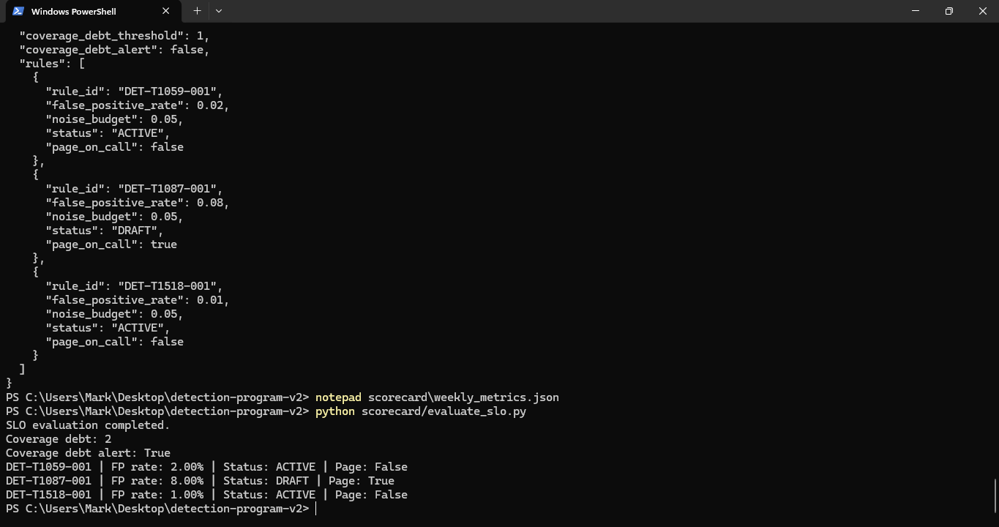 Windows PowerShell
  "coverage_debt_threshold": 1,
  "coverage_debt_alert": false,
  "rules": [
    {
      "rule_id": "DET-T1059-001",
      "false_positive_rate": 0.02,
      "noise_budget": 0.05,
      "status": "ACTIVE",
      "page_on_call": false
    },
    {
      "rule_id": "DET-T1087-001",
      "false_positive_rate": 0.08,
      "noise_budget": 0.05,
      "status": "DRAFT",
      "page_on_call": true
    },
    {
      "rule_id": "DET-T1518-001",
      "false_positive_rate": 0.01,
      "noise_budget": 0.05,
      "status": "ACTIVE",
      "page_on_call": false
    }
  ]
}
PS C:\Users\Mark\Desktop\detection-program-v2> notepad scorecard\weekly_metrics.json
PS C:\Users\Mark\Desktop\detection-program-v2> python scorecard/evaluate_slo.py
SLO evaluation completed.
Coverage debt: 2
Coverage debt alert: True
DET-T1059-001 | FP rate: 2.00% | Status: ACTIVE | Page: False
DET-T1087-001 | FP rate: 8.00% | Status: DRAFT | Page: True
DET-T1518-001 | FP rate: 1.00% | Status: ACTIVE | Page: False
PS C:\Users\Mark\Desktop\detection-program-v2>